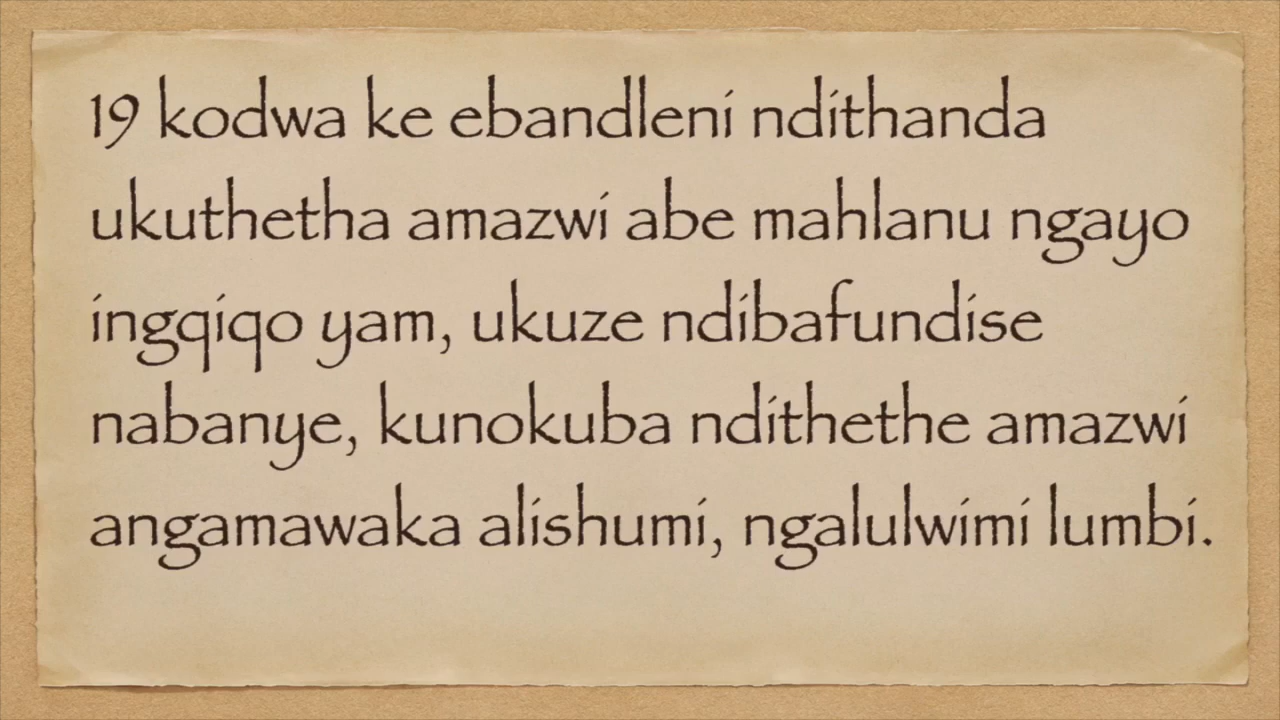 19 kodwa ke ebandleni ndithanda
ukuthetha amazwi abe mahlanu ngayo
ingqiqo yam, ukuze ndibafundise
nabanye, kunokuba ndithethe amazwi
angamawaka alishumi, ngalulwimi lumbi.